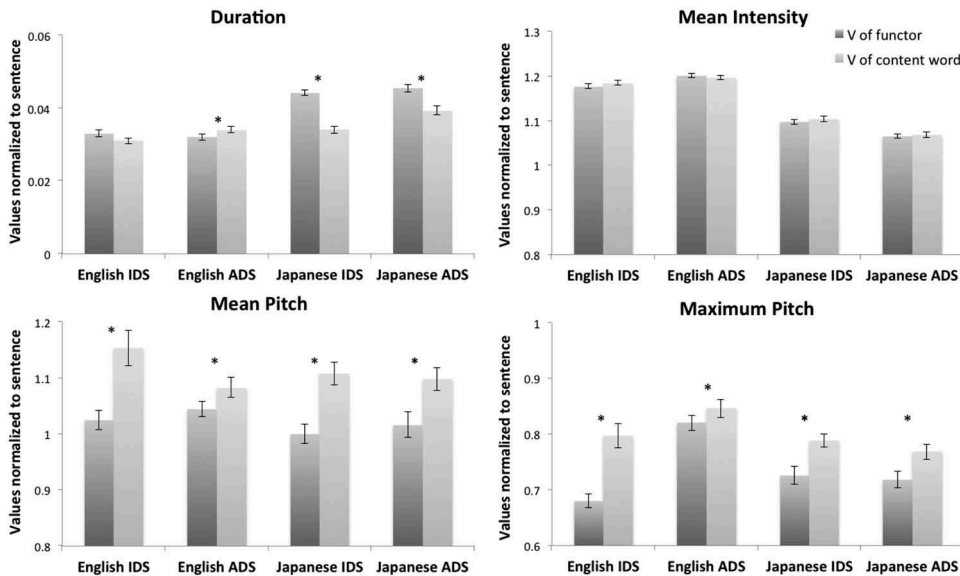 Duration
Values normalized to sentence
0.06
0.04
0.02
0
*
*
*
English IDS English ADS Japanese IDS Japanese ADS
Mean Intensity
Values normalized to sentence
1.3
1.2
1.1
1
0.9
0.8
V of functor
V of content word
English IDS English ADS Japanese IDS Japanese ADS
Mean Pitch
Values normalized to sentence
1.2
1.1
1
0.9
0.8
*
*
*
*
English IDS English ADS Japanese IDS Japanese ADS
Maximum Pitch
Values normalized to sentence
1
0.9
0.8
0.7
0.6
*
*
*
*
English IDS English ADS Japanese IDS Japanese ADS